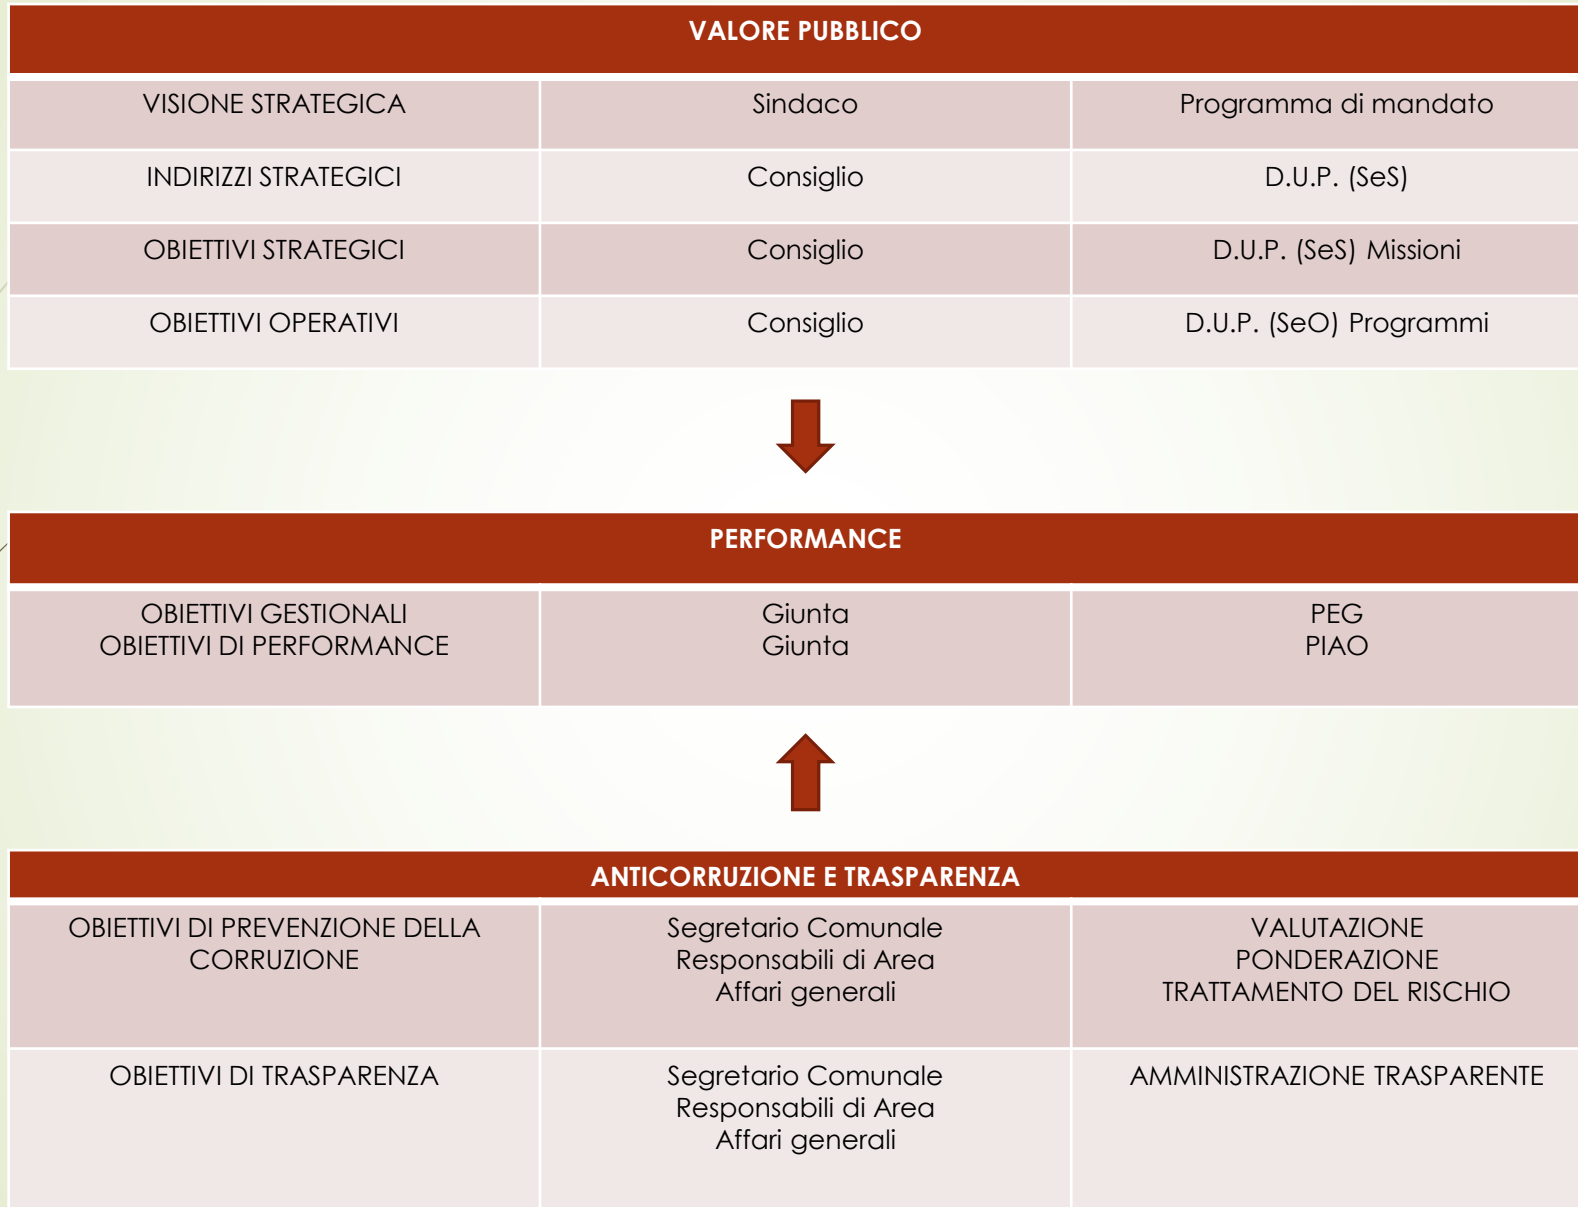 VALORE PUBBLICO
VISIONE STRATEGICA
Sindaco
Programma di mandato
INDIRIZZI STRATEGICI
Consiglio
D.U.P. (SeS)
OBIETTIVI STRATEGICI
Consiglio
D.U.P. (SeS) Missioni
OBIETTIVI OPERATIVI
Consiglio
D.U.P. (SeO) Programmi
PERFORMANCE
OBIETTIVI GESTIONALI
OBIETTIVI DI PERFORMANCE
Giunta
Giunta
PEG
PIAO
ANTICORRUZIONE E TRASPARENZA
OBIETTIVI DI PREVENZIONE DELLA
CORRUZIONE
Segretario Comunale
Responsabili di Area
Affari generali
VALUTAZIONE
PONDERAZIONE
TRATTAMENTO DEL RISCHIO
OBIETTIVI DI TRASPARENZA
Segretario Comunale
Responsabili di Area
Affari generali
AMMINISTRAZIONE TRASPARENTE